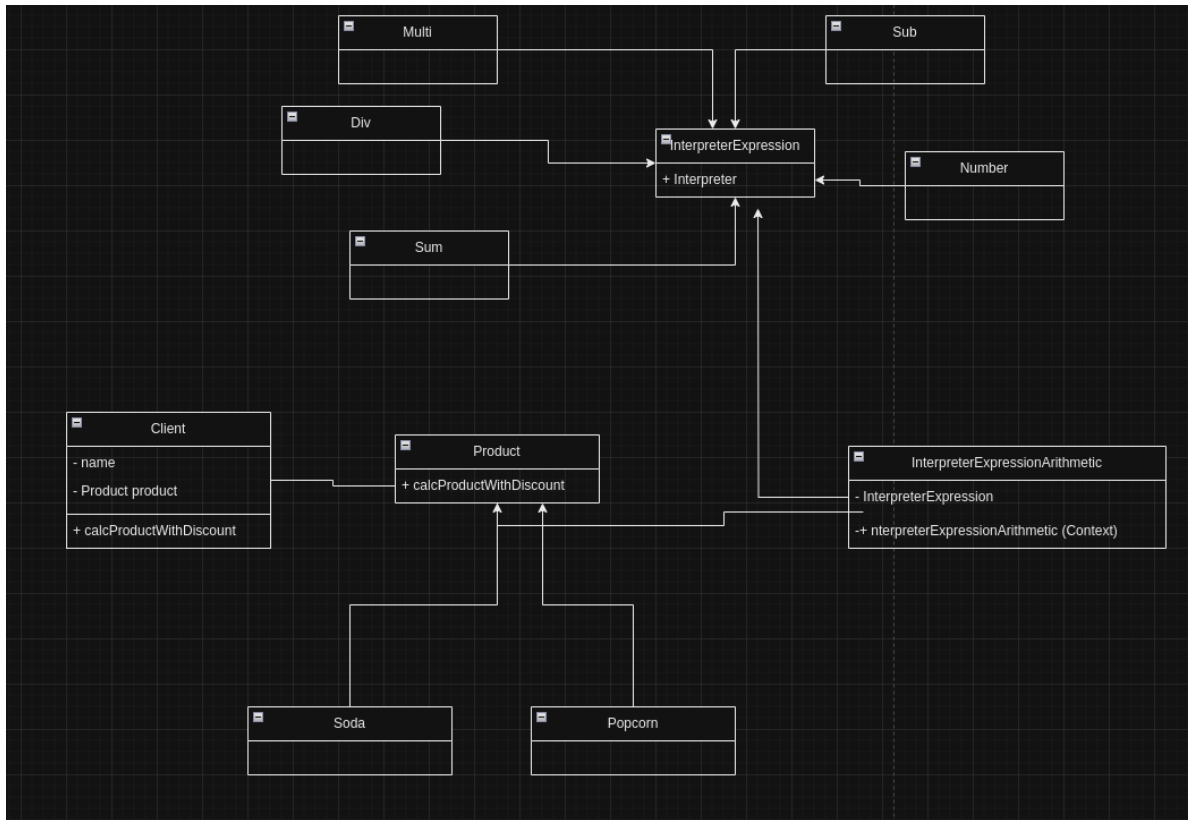 Multi
Sub
Div
InterpreterExpression
+ Interpreter
Number
Sum
Client
- name
- Product product
+ calcProductWithDiscount
Product
+ calcProductWithDiscount
InterpreterExpressionArithmetic
- InterpreterExpression
-+ nterpreterExpressionArithmetic (Context)
Soda
Popcorn